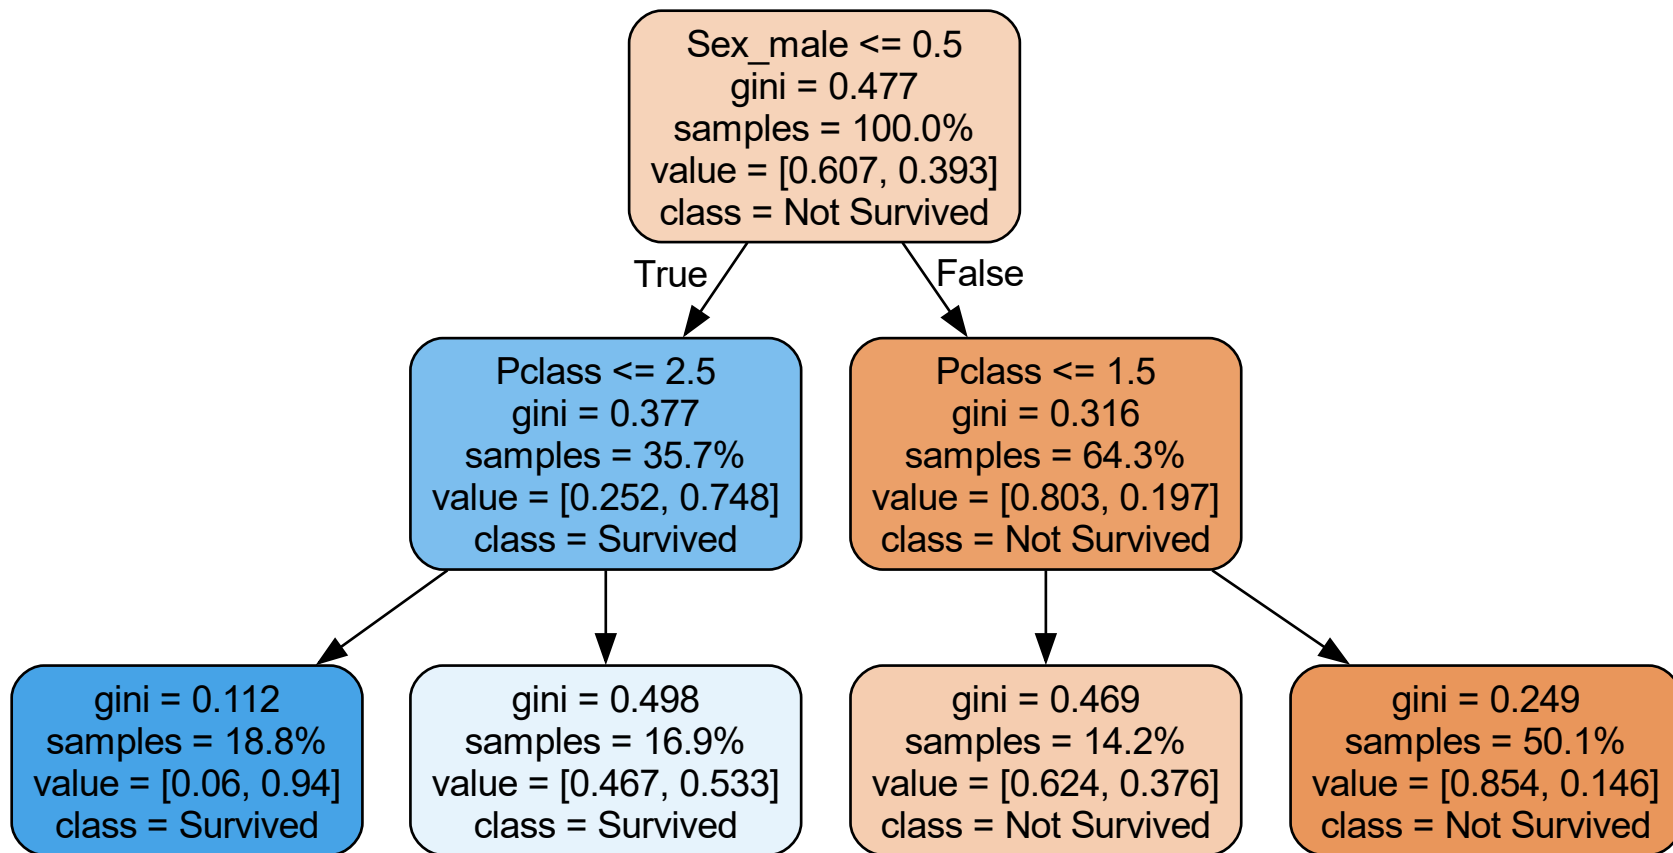 Sex_male <= 0.5
gini = 0.477
samples = 100.0%
value = [0.607, 0.393]
class = Not Survived
True
False
Pclass <= 2.5
gini = 0.377
samples = 35.7%
value = [0.252, 0.748]
class = Survived
Pclass <= 1.5
gini = 0.316
samples = 64.3%
value = [0.803, 0.197]
class = Not Survived
gini = 0.112
samples = 18.8%
value = [0.06, 0.94]
class = Survived
gini = 0.498
samples = 16.9%
value = [0.467, 0.533]
class = Survived
gini = 0.469
samples = 14.2%
value = [0.624, 0.376]
class = Not Survived
gini = 0.249
samples = 50.1%
value = [0.854, 0.146]
class = Not Survived